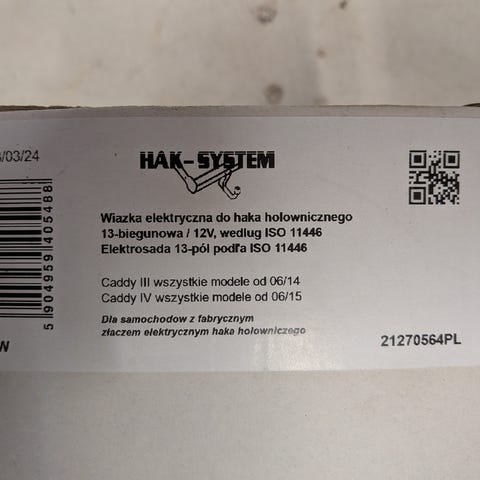 /03/24
HAK-SYSTEM
Wiazka elektryczna do haka holowniczego
13-biegunowa / 12V, wedlug ISO 11446
Elektrosada 13-pól podľa ISO 11446
Caddy III wszystkie modele od 06/14
Caddy IV wszystkie modele od 06/15
Dla samochodow z fabrycznym
złaczem elektrycznym haka holowniczego
5 904959 405488
W
21270564PL